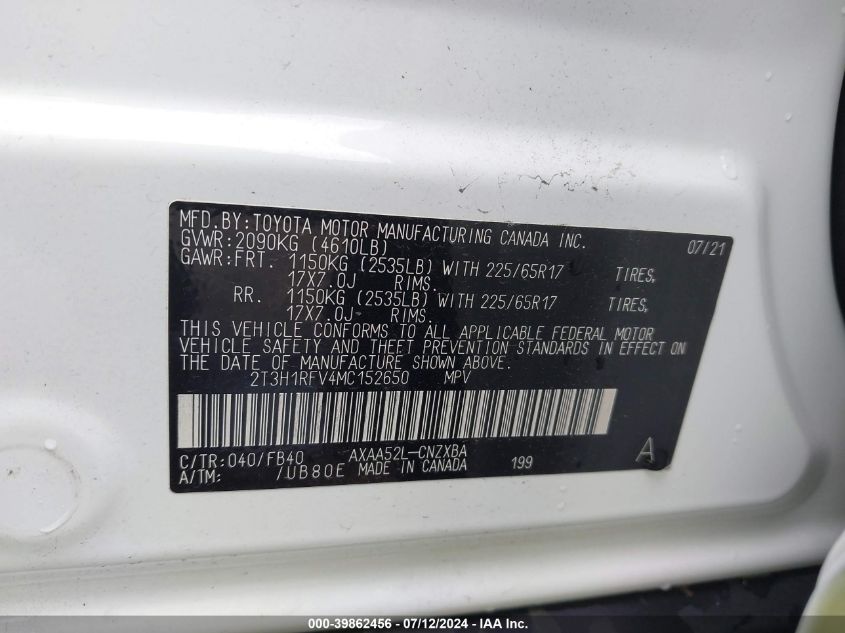 MFD.BY:TOYOTA MOTOR MANUFACTURING CANADA INC. 07/21
GVWR:2090KG (4610LB)
GAWR:FRT. 1150KG (2535LB) WITH 225/65R17 TIRES,
17X7.0J RIMS.
RR. 1150KG (2535LB) WITH 225/65R17 TIRES,
17X7.0J RIMS.
THIS VEHICLE CONFORMS TO ALL APPLICABLE FEDERAL MOTOR
VEHICLE SAFETY AND THEFT PREVENTION STANDARDS IN EFFECT ON
THE DATE OF MANUFACTURE SHOWN ABOVE.
2T3H1RFV4MC152650 MPV
C/TR:040/FB40 AXAA52L-CNZXBA A
A/TM: /UB80E MADE IN CANADA 199
000-39862456 - 07/12/2024 - IAA Inc.